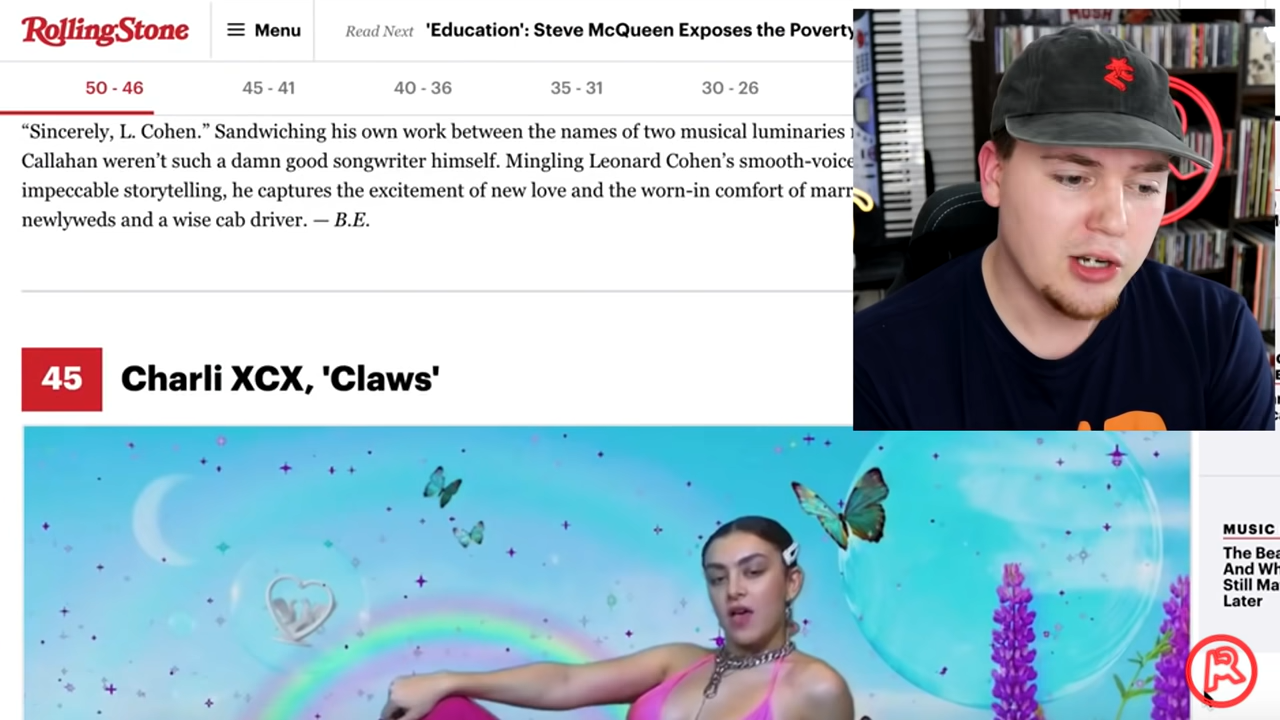 RollingStone
Menu
Read Next 'Education': Steve McQueen Exposes the Poverty
50 - 46
45 - 41
40 - 36
35 - 31
30 - 26
“Sincerely, L. Cohen.” Sandwiching his own work between the names of two musical luminaries
Callahan weren’t such a damn good songwriter himself. Mingling Leonard Cohen’s smooth-voice
impeccable storytelling, he captures the excitement of new love and the worn-in comfort of marr
newlyweds and a wise cab driver. — B.E.
45
Charli XCX, 'Claws'
MUSIC
The Bea
And Wh
Still Ma
Later
R